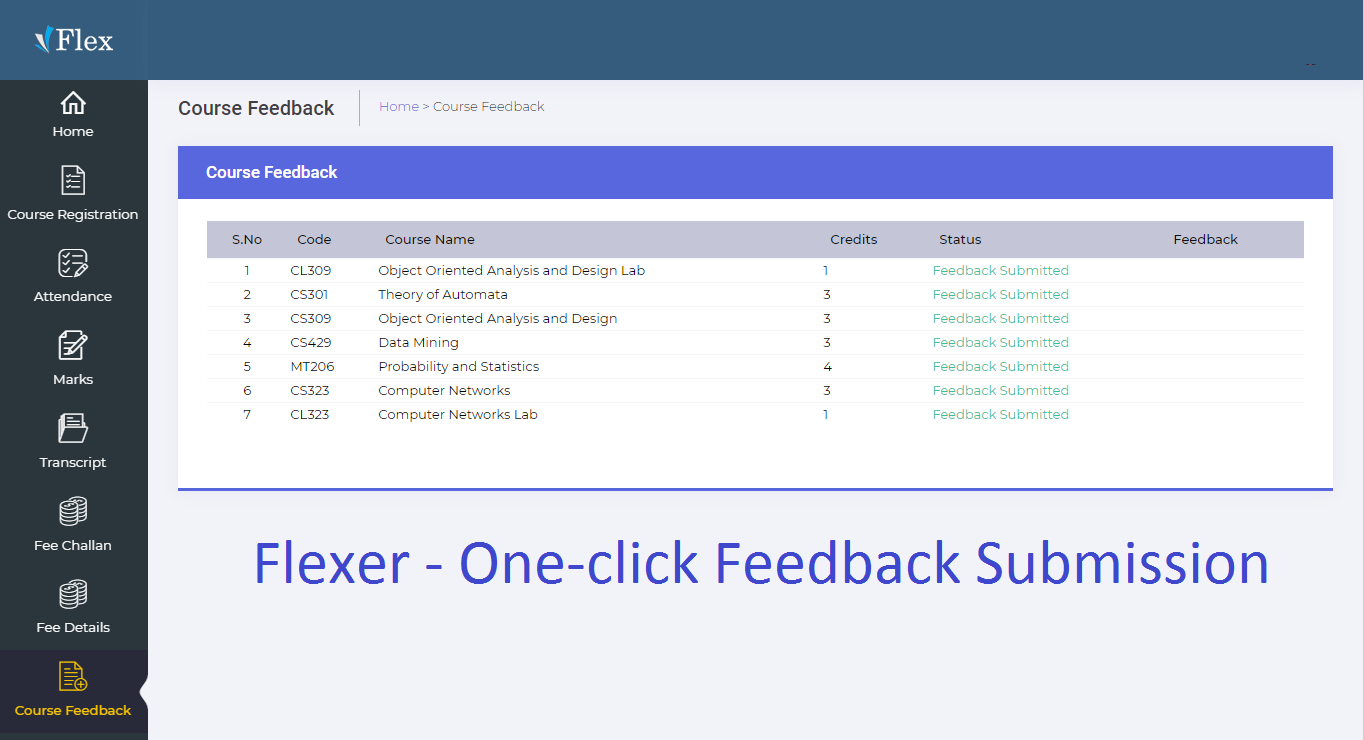 Flex
Home
Course Registration
Attendance
Marks
Transcript
Fee Challan
Fee Details
Course Feedback
Course Feedback Home > Course Feedback
Course Feedback
S.No Code Course Name Credits Status Feedback
1 CL309 Object Oriented Analysis and Design Lab 1 Feedback Submitted
2 CS301 Theory of Automata 3 Feedback Submitted
3 CS309 Object Oriented Analysis and Design 3 Feedback Submitted
4 CS429 Data Mining 3 Feedback Submitted
5 MT206 Probability and Statistics 4 Feedback Submitted
6 CS323 Computer Networks 3 Feedback Submitted
7 CL323 Computer Networks Lab 1 Feedback Submitted
Flexer - One-click Feedback Submission